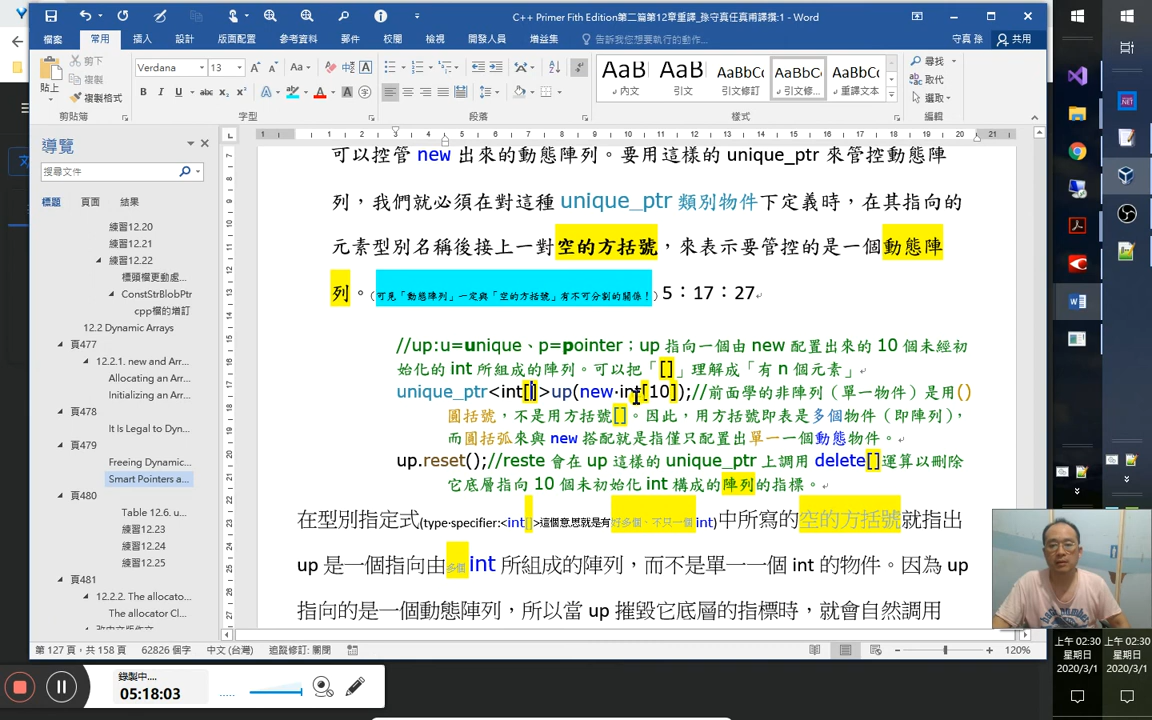 C++ Primer Fith Edition第二篇第12章重譯_孫守真任真甫譯撰:1 - Word
檔案 常用 插入 設計 版面配置 參考資料 郵件 校閱 檢視 開發人員 增益集 告訴我您想要執行的動作... 守真 孫 共用
貼上 剪下 複製 複製格式
Verdana 13
AaB AaB AaBbC AaBbC AaBbC
內文 引文 引文修訂 引文修... 重譯文本
尋找 取代 選取
剪貼簿 字型 段落 樣式 編輯
導覽
搜尋文件
標題 頁面 結果
練習12.20
練習12.21
練習12.22
標頭檔更動處...
ConstStrBlobPtr
cpp檔的增訂
12.2 Dynamic Arrays
頁477
12.2.1. new and Arr...
Allocating an Arr...
Initializing an Arr...
頁478
It Is Legal to Dyn...
頁479
Freeing Dynamic...
Smart Pointers a...
頁480
Table 12.6. u...
練習12.23
練習12.24
練習12.25
頁481
12.2.2. The allocato...
The allocator Cl...
可以控管 new 出來的動態陣列。要用這樣的 unique_ptr 來管控動態陣
列，我們就必須在對這種 unique_ptr 類別物件下定義時，在其指向的
元素型別名稱後接上一對空的方括號，來表示要管控的是一個動態陣
列。（可見「動態陣列」一定與「空的方括號」有不可分割的關係！）5：17：27
//up:u=unique、p=pointer；up 指向一個由 new 配置出來的 10 個未經初
始化的 int 所組成的陣列。可以把「[]」理解成「有 n 個元素」
unique_ptr<int[]>up(new·int[10]);//前面學的非陣列（單一物件）是用()
圓括號，不是用方括號[]。因此，用方括號即表是多個物件（即陣列），
而圓括弧來與 new 搭配就是指僅只配置出單一一個動態物件。
up.reset();//reste 會在 up 這樣的 unique_ptr 上調用 delete[]運算以刪除
它底層指向 10 個未初始化 int 構成的陣列的指標。
在型別指定式(type·specifier:<int[]>這個意思就是有好多個、不只一個 int)中所寫的空的方括號就指出
up 是一個指向由多個int 所組成的陣列，而不是單一一個 int 的物件。因為 up
指向的是一個動態陣列，所以當 up 摧毀它底層的指標時，就會自然調用
第 127 頁，共 158 頁 62826 個字 中文 (台灣) 追蹤修訂: 關閉 120%
錄製中....
05:18:03
上午 02:30 上午 02:30
星期日 星期日
2020/3/1 2020/3/1